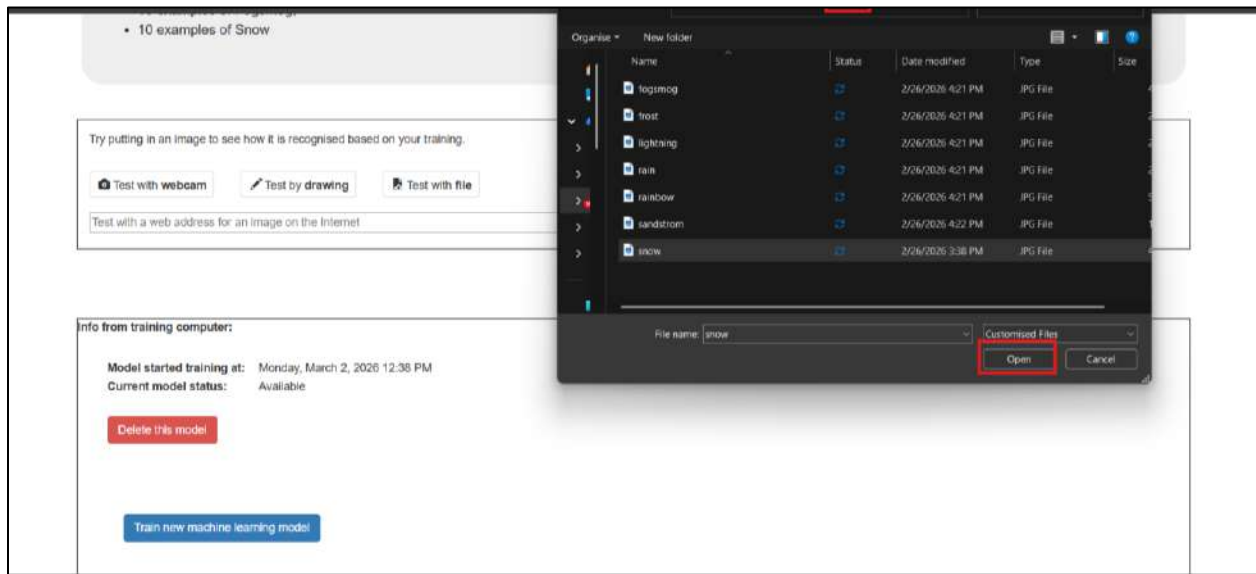 • 10 examples of Snow
Try putting in an image to see how it is recognised based on your training.
Test with webcam
Test by drawing
Test with file
Test with a web address for an image on the Internet
Info from training computer:
Model started training at: Monday, March 2, 2026 12:38 PM
Current model status: Available
Delete this model
Train new machine learning model
Organise
New folder
Name Status Date modified Type Size
fogsmog 2/26/2026 4:21 PM JPG File
frost 2/26/2026 4:21 PM JPG File
lightning 2/26/2026 4:21 PM JPG File
rain 2/26/2026 4:21 PM JPG File
rainbow 2/26/2026 4:21 PM JPG File
sandstrom 2/26/2026 4:22 PM JPG File
snow 2/26/2026 3:38 PM JPG File
File name: snow
Customised Files
Open
Cancel